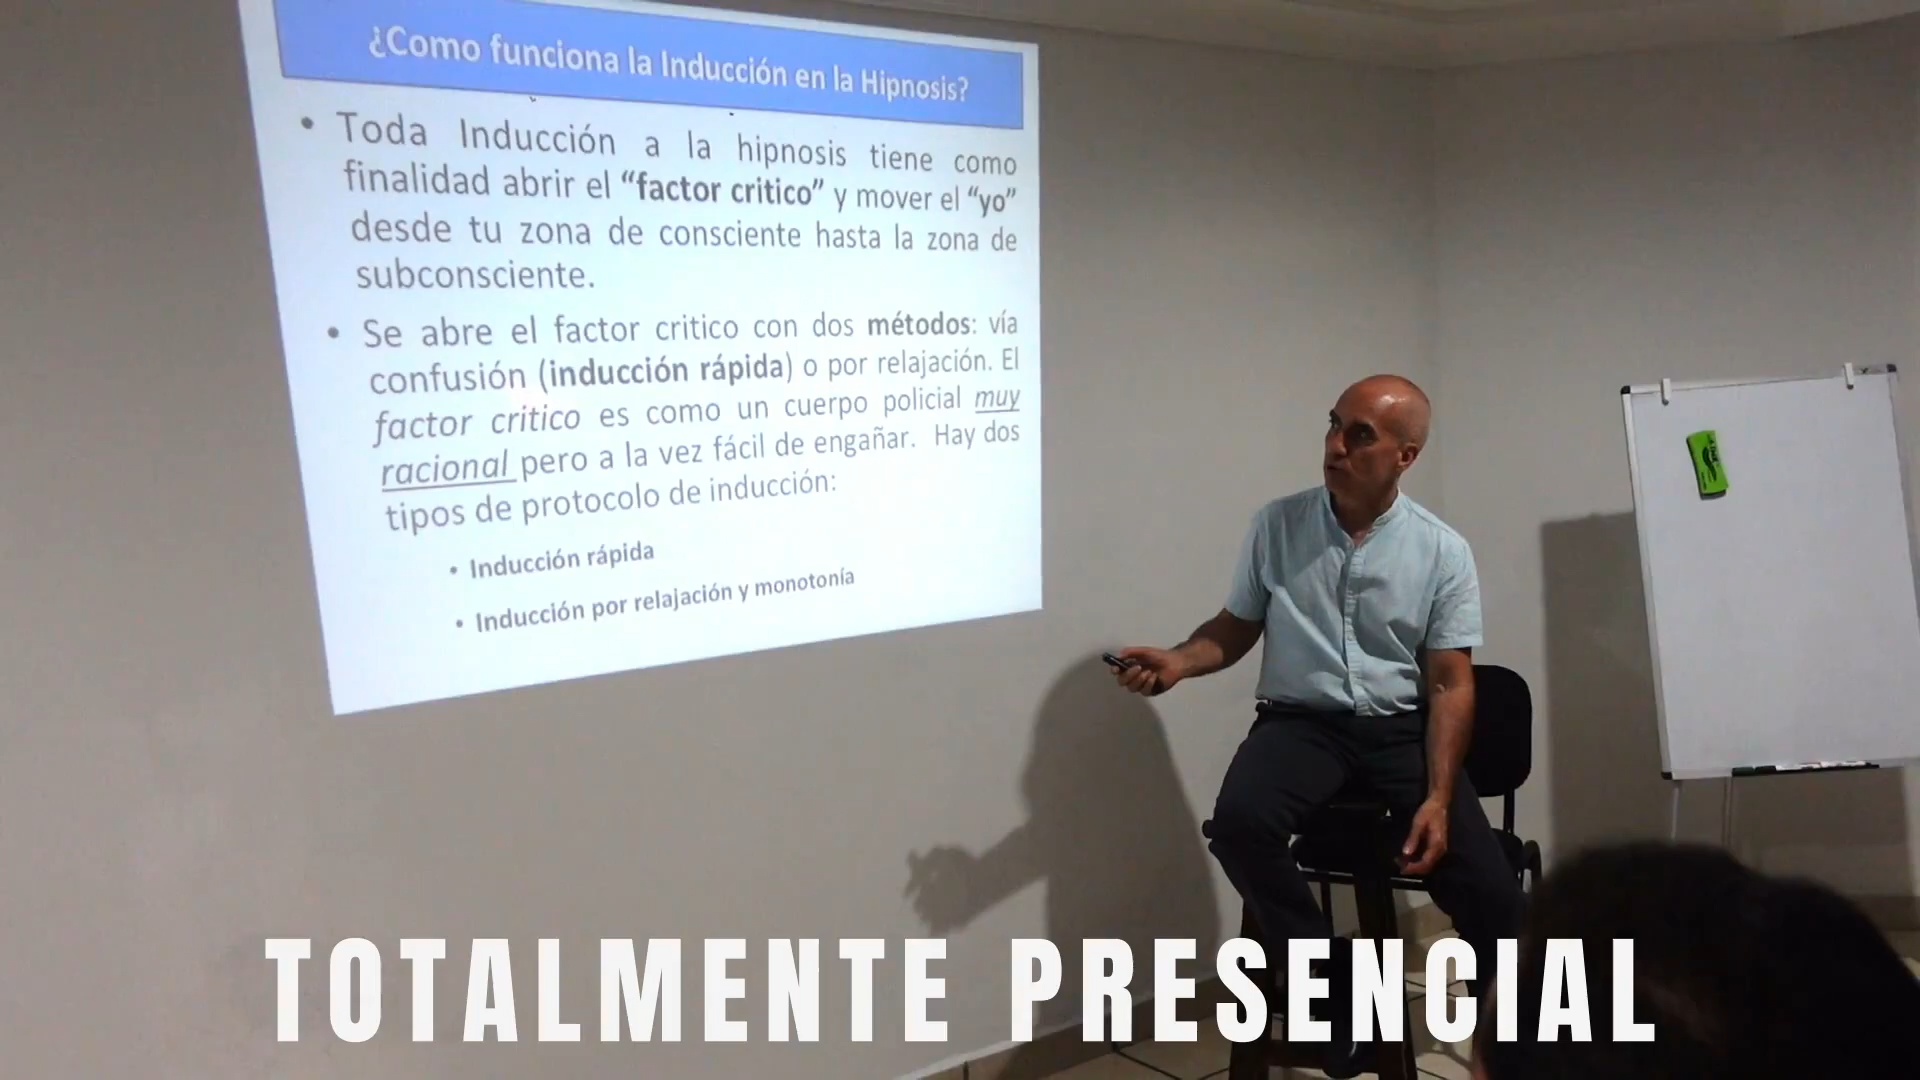 ¿Como funciona la Inducción en la Hipnosis?
• Toda Inducción a la hipnosis tiene como
finalidad abrir el “factor critico” y mover el “yo”
desde tu zona de consciente hasta la zona de
subconsciente.
• Se abre el factor critico con dos métodos: vía
confusión (inducción rápida) o por relajación. El
factor critico es como un cuerpo policial muy
racional pero a la vez fácil de engañar. Hay dos
tipos de protocolo de inducción:
• Inducción rápida
• Inducción por relajación y monotonía
TOTALMENTE PRESENCIAL